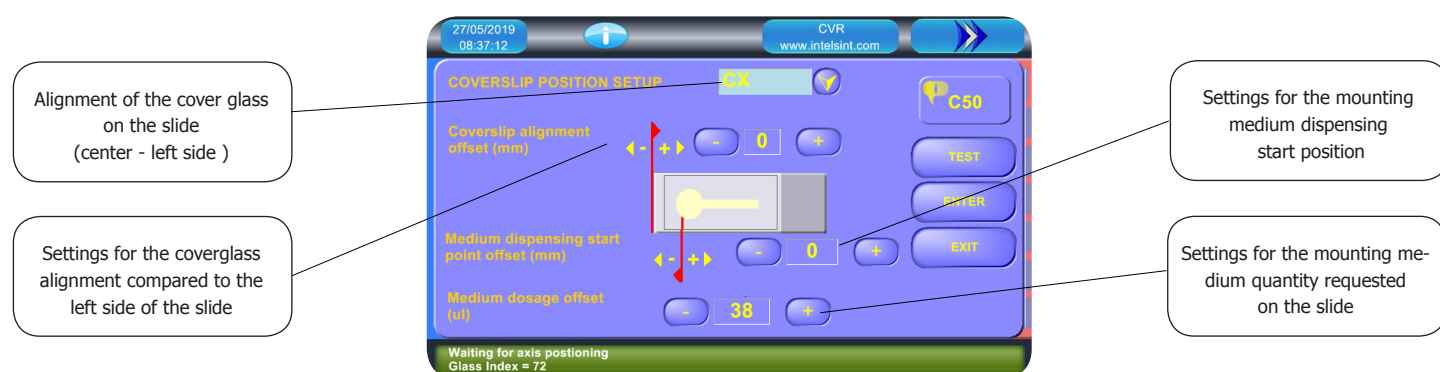 27/05/2019
08:37:12
i
CVR
www.intelsint.com
COVERSLIP POSITION SETUP
CX
i
C50
Coverslip alignment
offset (mm)
- +
- 0 +
TEST
ENTER
Medium dispensing start
point offset (mm)
- +
- 0 +
EXIT
Medium dosage offset
(ul)
- 38 +
Waiting for axis postioning
Glass Index = 72
Alignment of the cover glass
on the slide
(center - left side )
Settings for the coverglass
alignment compared to the
left side of the slide
Settings for the mounting
medium dispensing
start position
Settings for the mounting me-
dium quantity requested
on the slide